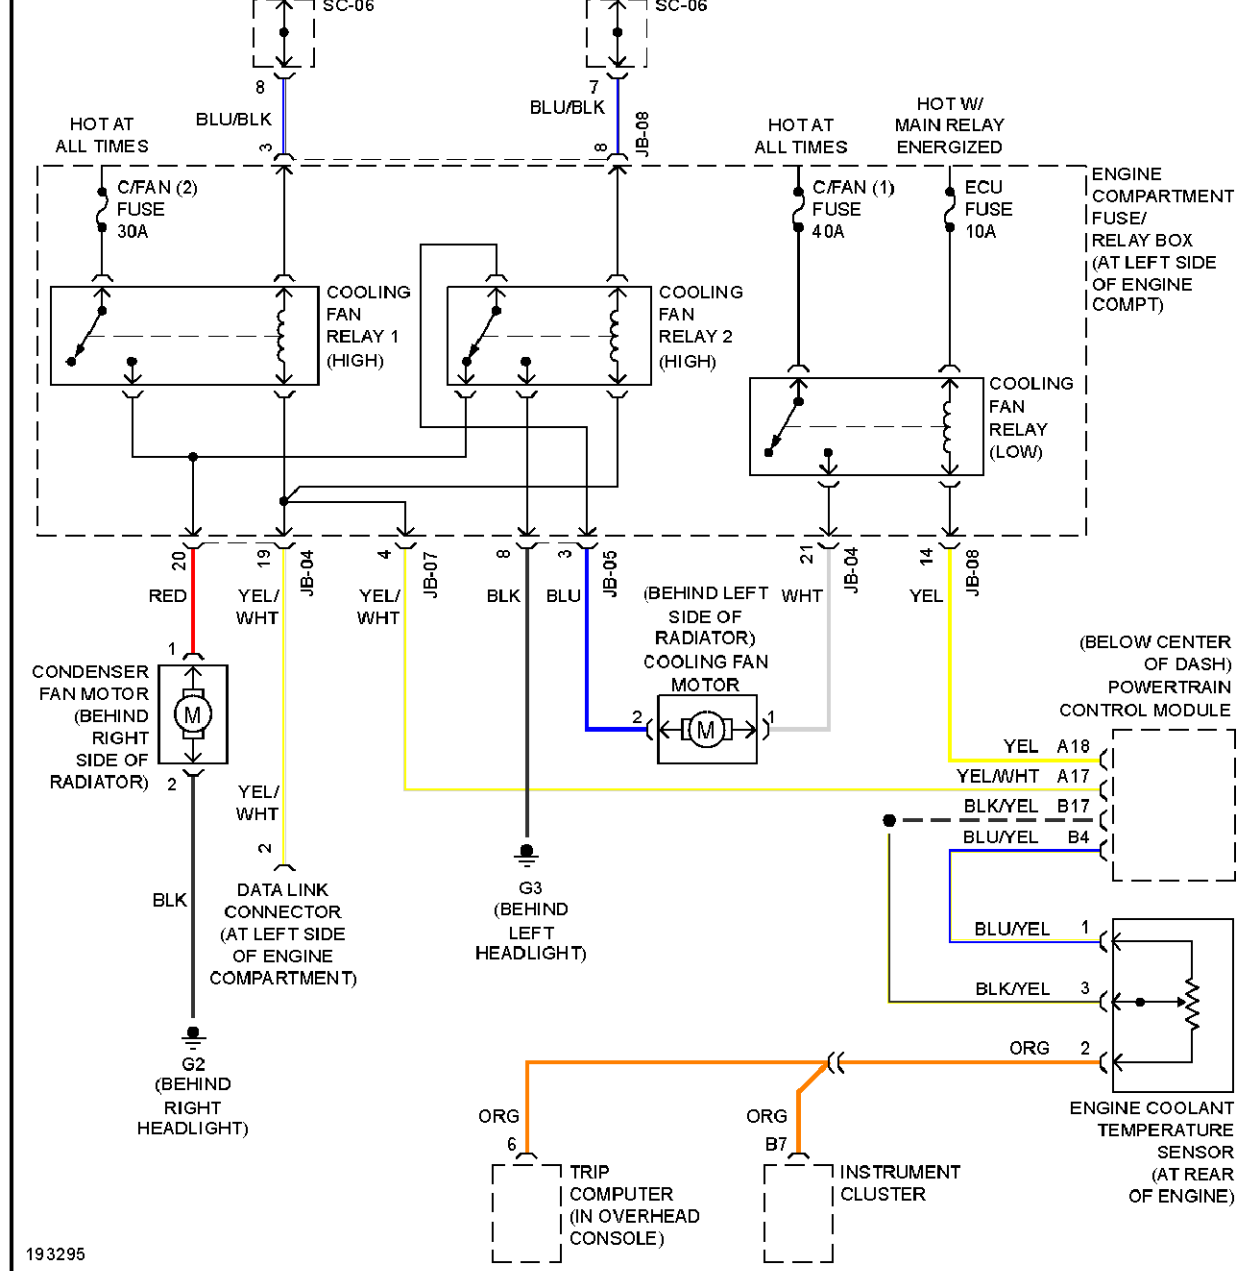 SC-06
SC-06
8
7
BLU/BLK
BLU/BLK
3
8
JB-08
HOT AT
ALL TIMES
HOT AT
ALL TIMES
HOT W/
MAIN RELAY
ENERGIZED
C/FAN (2)
FUSE
30A
C/FAN (1)
FUSE
40A
ECU
FUSE
10A
ENGINE
COMPARTMENT
FUSE/
RELAY BOX
(AT LEFT SIDE
OF ENGINE
COMPT)
COOLING
FAN
RELAY 1
(HIGH)
COOLING
FAN
RELAY 2
(HIGH)
COOLING
FAN
RELAY
(LOW)
20
19
JB-04
4
JB-07
8
3
JB-05
21
JB-04
14
JB-08
RED
YEL/
WHT
YEL/
WHT
BLK
BLU
(BEHIND LEFT
SIDE OF
RADIATOR)
COOLING FAN
MOTOR
WHT
YEL
1
CONDENSER
FAN MOTOR
(BEHIND
RIGHT
SIDE OF
RADIATOR)
M
2
2
M
1
(BELOW CENTER
OF DASH)
POWERTRAIN
CONTROL MODULE
YEL A18
YEL/WHT A17
BLK/YEL B17
BLU/YEL B4
YEL/
WHT
2
DATA LINK
CONNECTOR
(AT LEFT SIDE
OF ENGINE
COMPARTMENT)
BLK
G3
(BEHIND
LEFT
HEADLIGHT)
BLU/YEL 1
BLK/YEL 3
ORG 2
G2
(BEHIND
RIGHT
HEADLIGHT)
ENGINE COOLANT
TEMPERATURE
SENSOR
(AT REAR
OF ENGINE)
ORG
6
ORG
B7
TRIP
COMPUTER
(IN OVERHEAD
CONSOLE)
INSTRUMENT
CLUSTER
193295